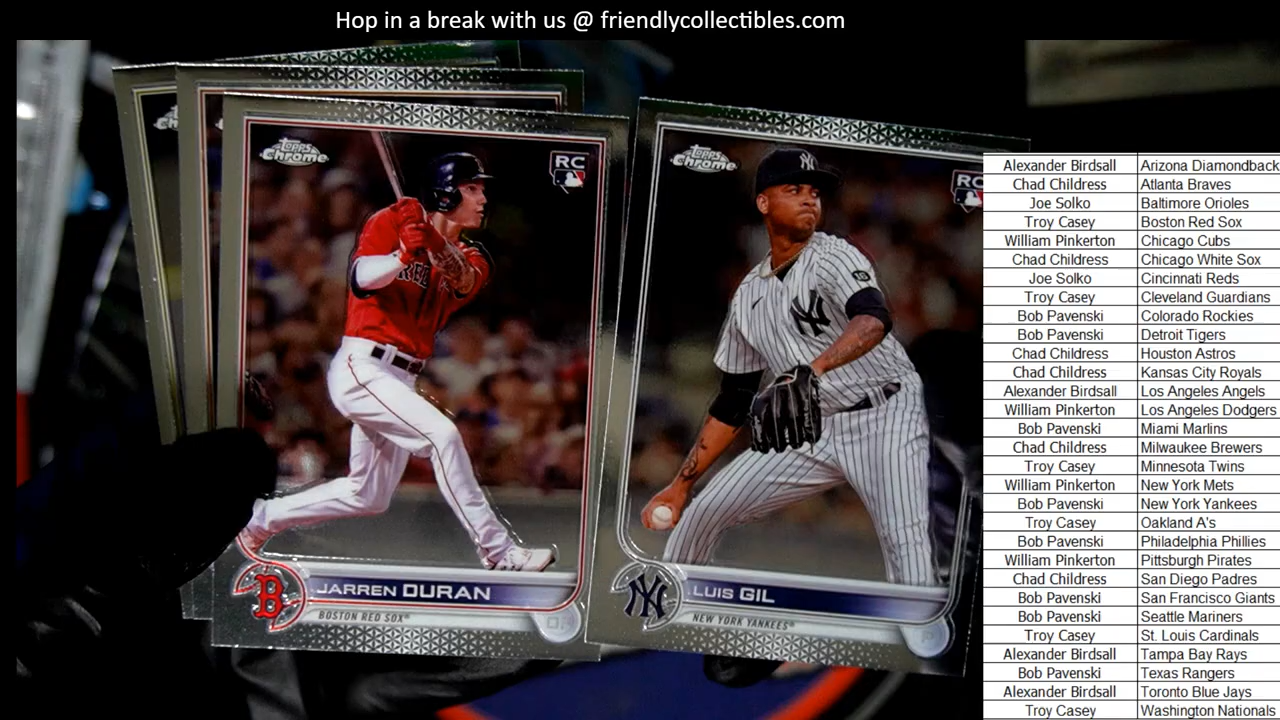 Hop in a break with us @ friendlycollectibles.com
Topps
Chrome
RC
RED
B
JARREN DURAN
BOSTON RED SOX®
OF
Topps
Chrome
RC
NY
NY
NY
LUIS GIL
NEW YORK YANKEES®
P
Alexander Birdsall Arizona Diamondback
Chad Childress Atlanta Braves
Joe Solko Baltimore Orioles
Troy Casey Boston Red Sox
William Pinkerton Chicago Cubs
Chad Childress Chicago White Sox
Joe Solko Cincinnati Reds
Troy Casey Cleveland Guardians
Bob Pavenski Colorado Rockies
Bob Pavenski Detroit Tigers
Chad Childress Houston Astros
Chad Childress Kansas City Royals
Alexander Birdsall Los Angeles Angels
William Pinkerton Los Angeles Dodgers
Bob Pavenski Miami Marlins
Chad Childress Milwaukee Brewers
Troy Casey Minnesota Twins
William Pinkerton New York Mets
Bob Pavenski New York Yankees
Troy Casey Oakland A's
Bob Pavenski Philadelphia Phillies
William Pinkerton Pittsburgh Pirates
Chad Childress San Diego Padres
Bob Pavenski San Francisco Giants
Bob Pavenski Seattle Mariners
Troy Casey St. Louis Cardinals
Alexander Birdsall Tampa Bay Rays
Bob Pavenski Texas Rangers
Alexander Birdsall Toronto Blue Jays
Troy Casey Washington Nationals